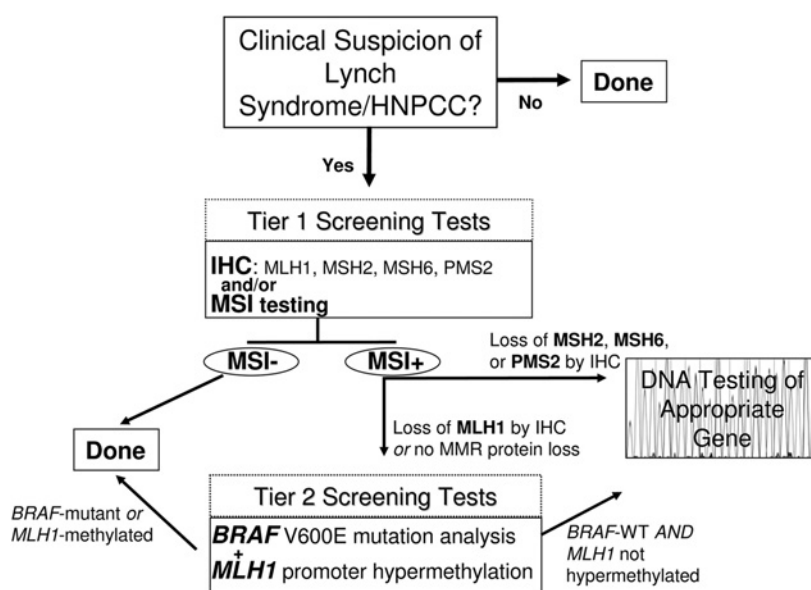 Clinical Suspicion of
Lynch
Syndrome/HNPCC?
Done
No
Yes
Tier 1 Screening Tests
IHC: MLH1, MSH2, MSH6, PMS2
and/or
MSI testing
MSI-
MSI+
Loss of MSH2, MSH6,
or PMS2 by IHC
DNA Testing of
Appropriate
Gene
Loss of MLH1 by IHC
or no MMR protein loss
Done
Tier 2 Screening Tests
BRAF V600E mutation analysis
+
MLH1 promoter hypermethylation
BRAF-mutant or
MLH1-methylated
BRAF-WT AND
MLH1 not
hypermethylated